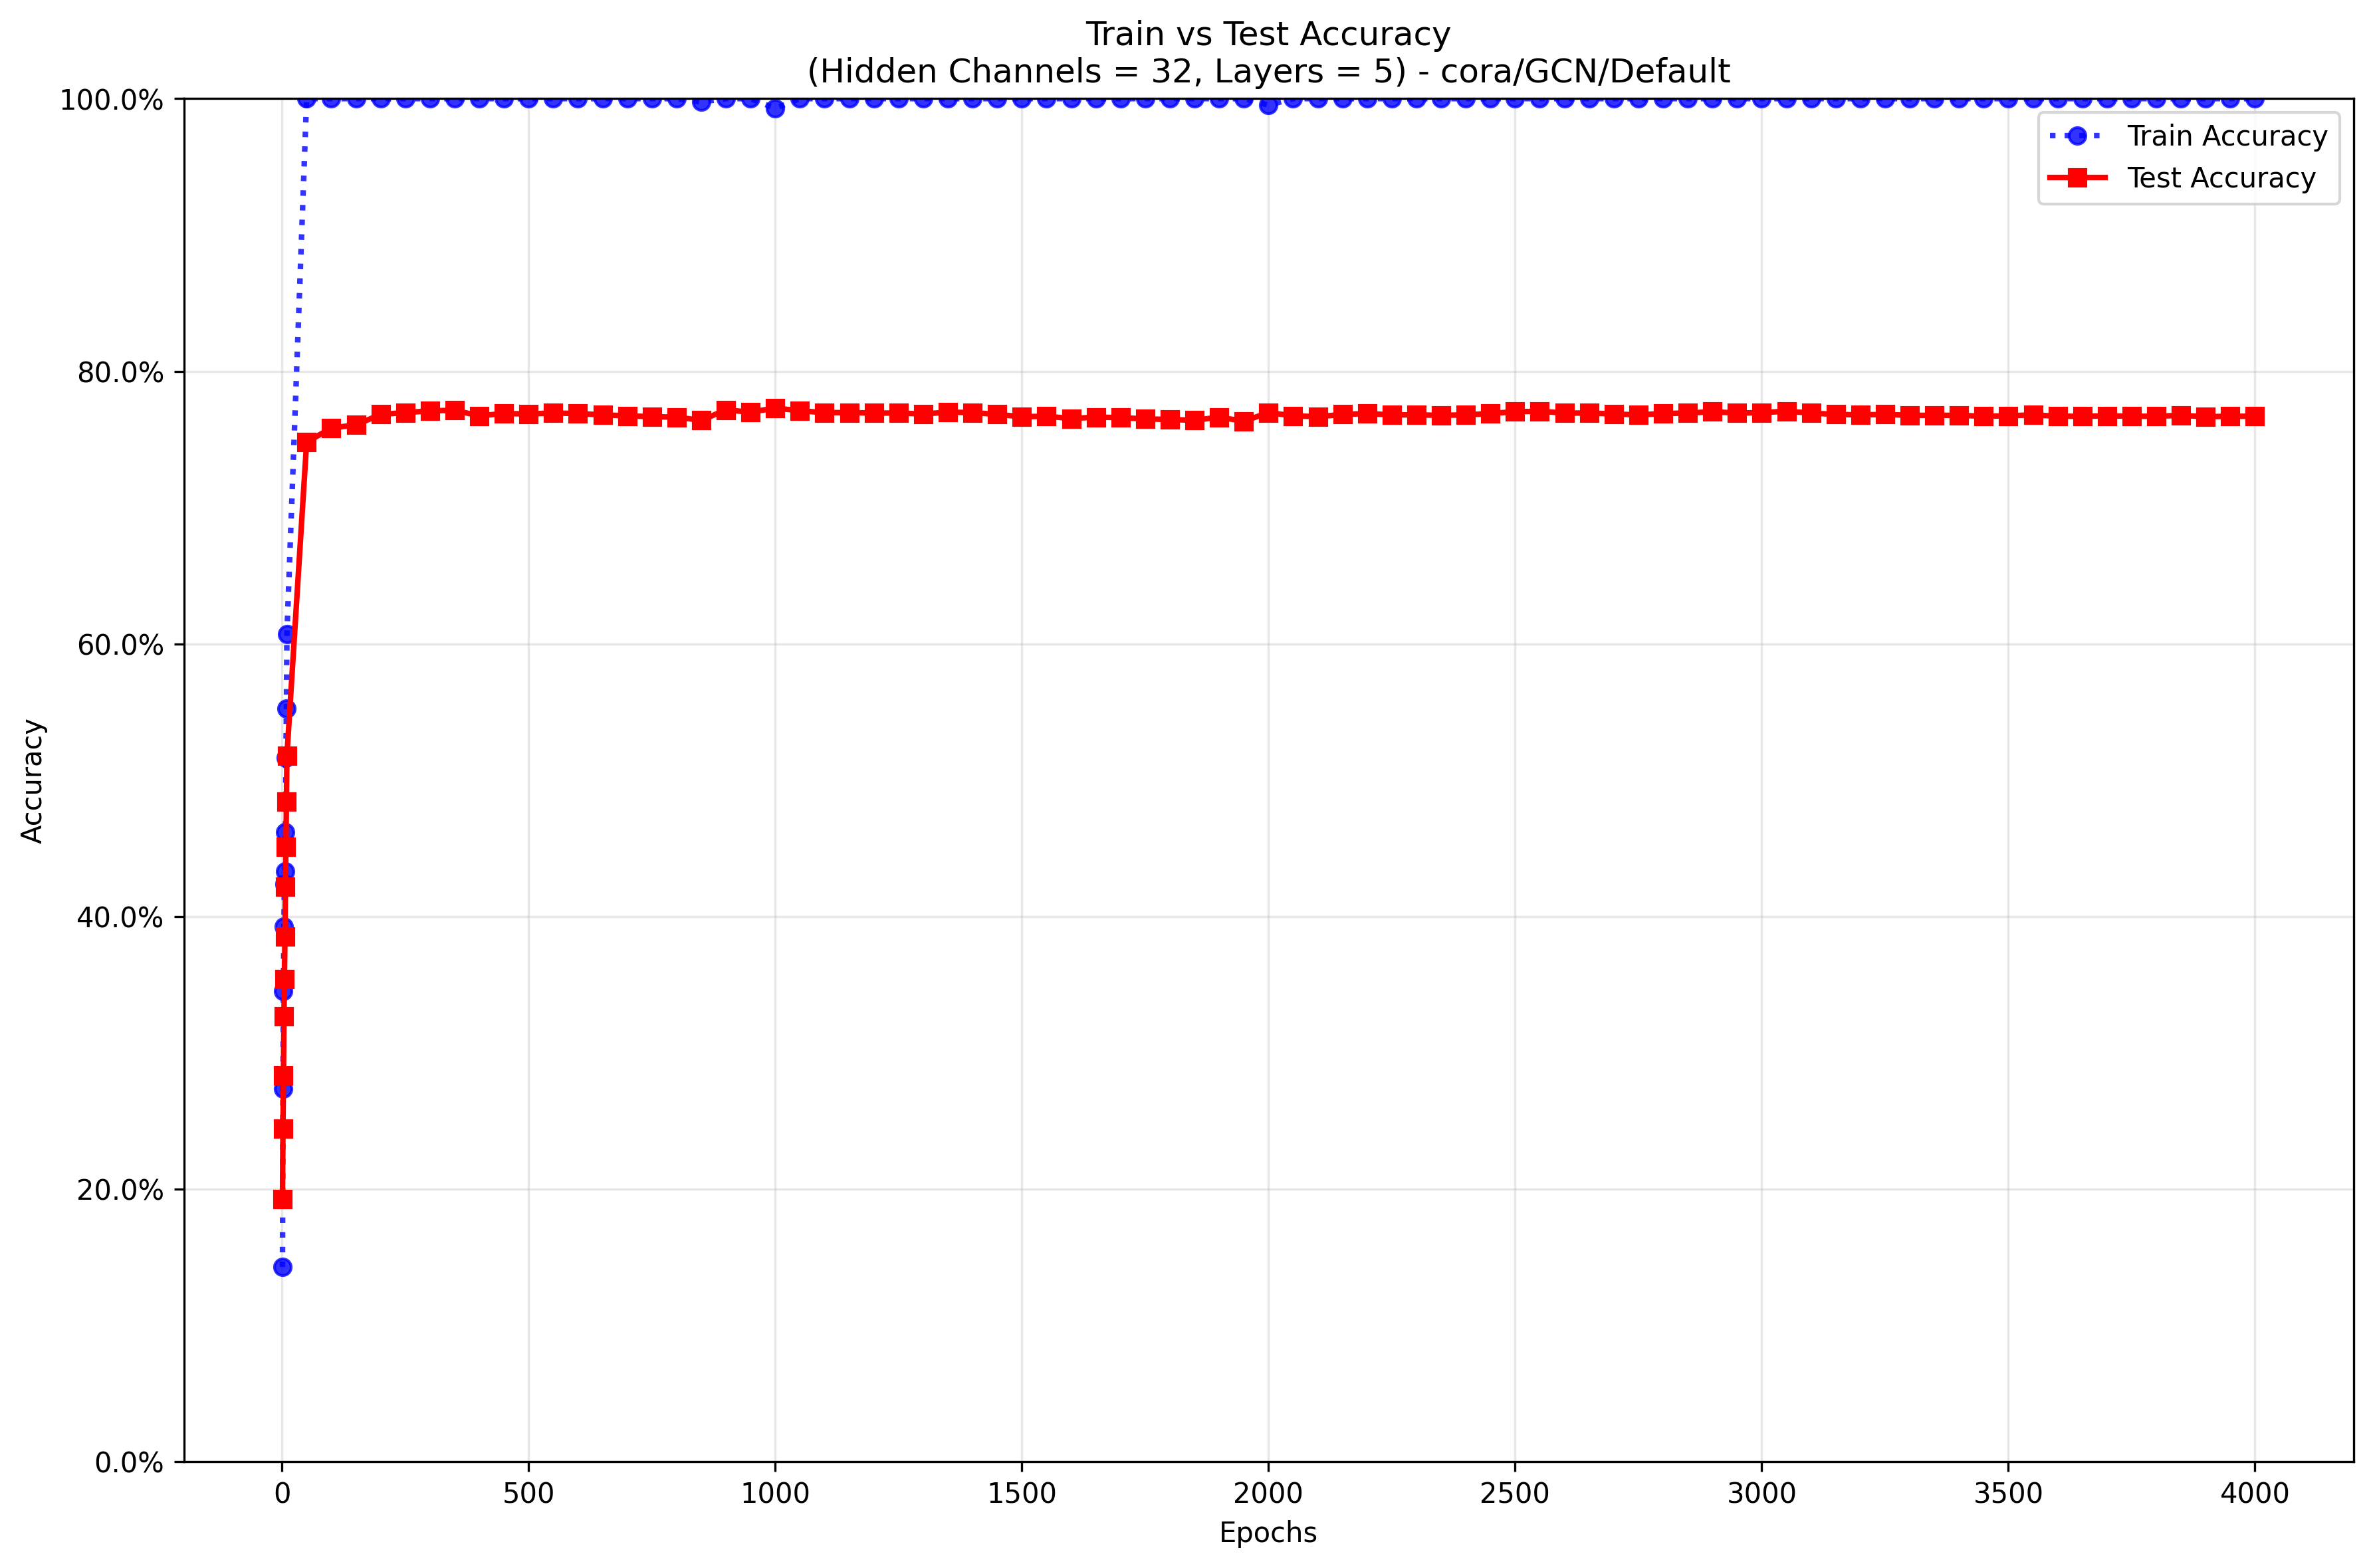 Train vs Test Accuracy
(Hidden Channels = 32, Layers = 5) - cora/GCN/Default
100.0%
80.0%
60.0%
40.0%
20.0%
0.0%
Accuracy
Train Accuracy
Test Accuracy
0 500 1000 1500 2000 2500 3000 3500 4000
Epochs